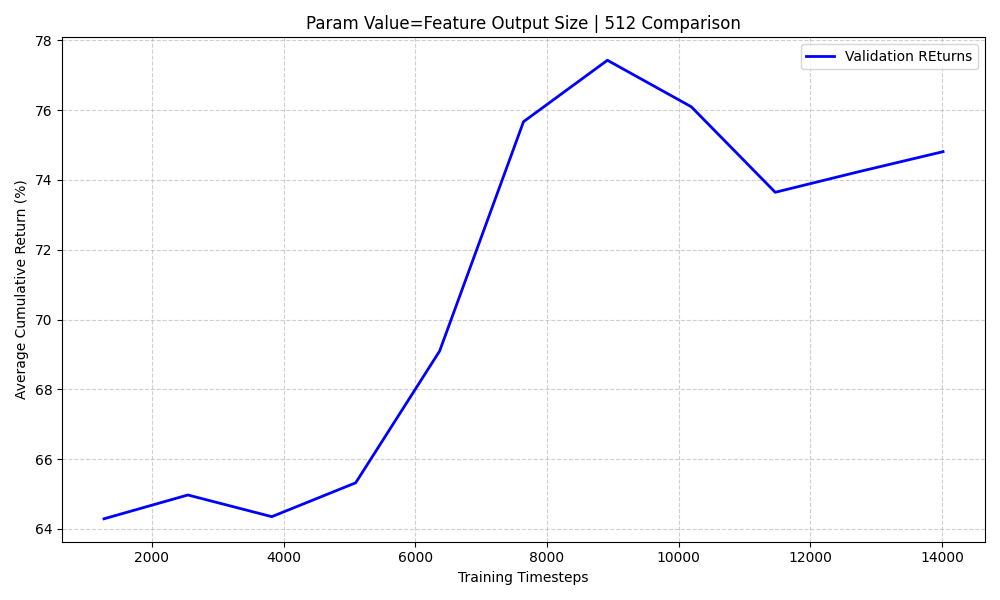 Param Value=Feature Output Size | 512 Comparison
Validation REturns
Average Cumulative Return (%)
78
76
74
72
70
68
66
64
2000 4000 6000 8000 10000 12000 14000
Training Timesteps